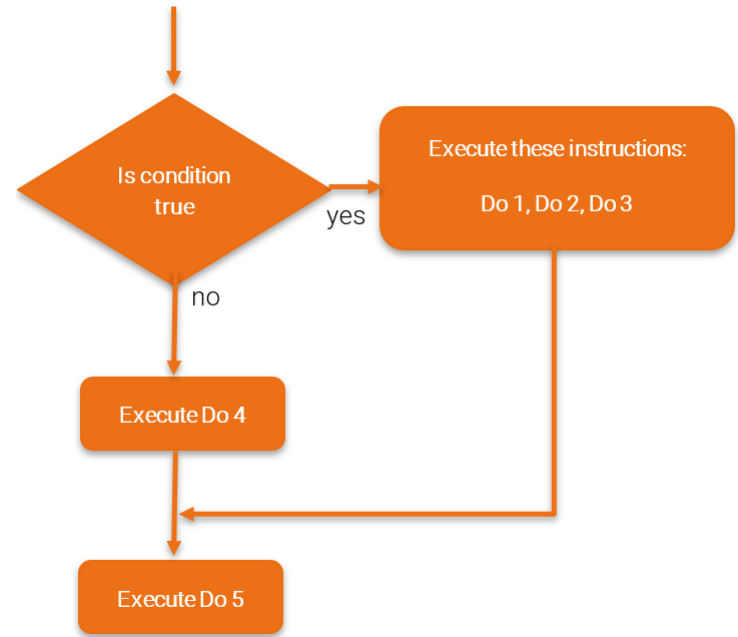 Is condition
true
yes
Execute these instructions:
Do 1, Do 2, Do 3
no
Execute Do 4
Execute Do 5